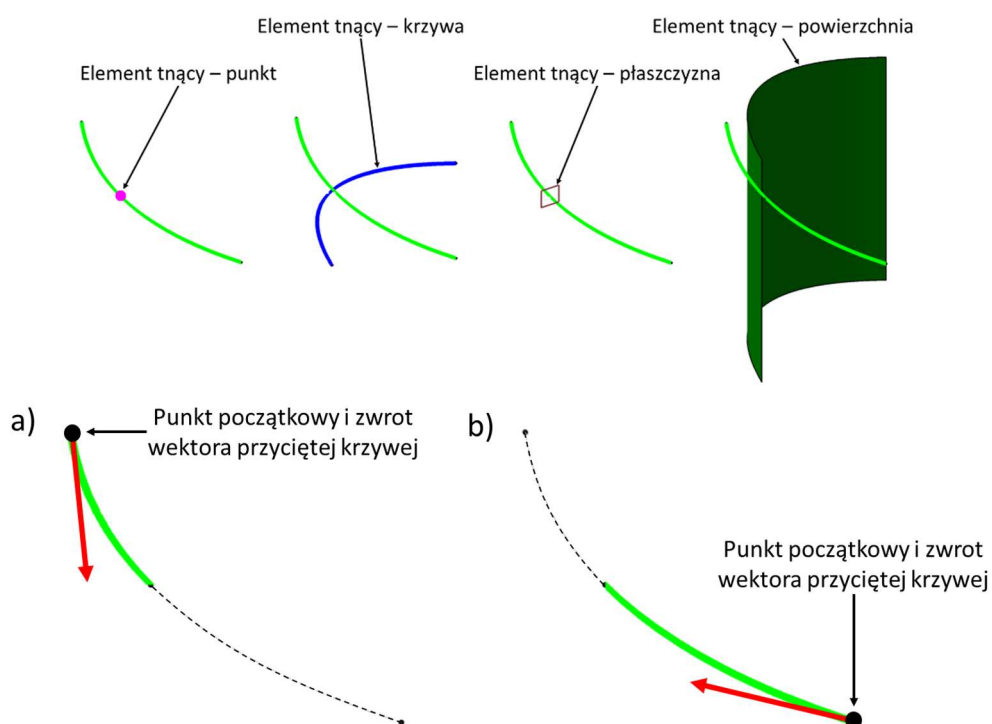 Element tnący – krzywa
Element tnący – powierzchnia
Element tnący – punkt
Element tnący – płaszczyzna
a)
Punkt początkowy i zwrot
wektora przyciętej krzywej
b)
Punkt początkowy i zwrot
wektora przyciętej krzywej